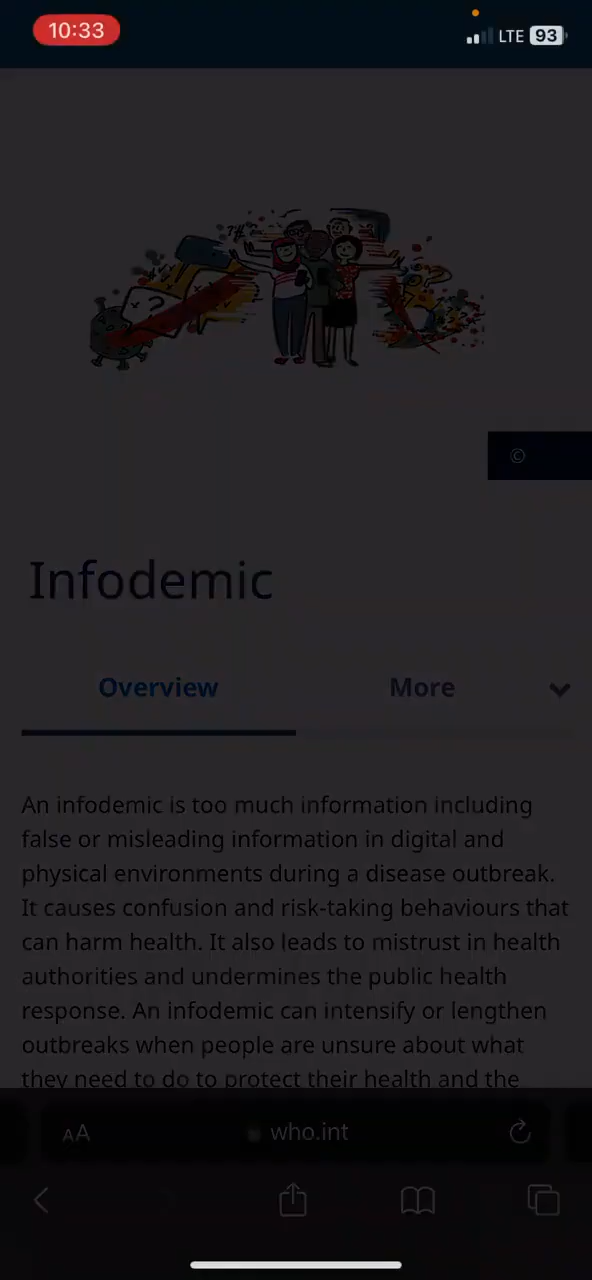 10:33
LTE 93
?
©
Infodemic
Overview
More
An infodemic is too much information including
false or misleading information in digital and
physical environments during a disease outbreak.
It causes confusion and risk-taking behaviours that
can harm health. It also leads to mistrust in health
authorities and undermines the public health
response. An infodemic can intensify or lengthen
outbreaks when people are unsure about what
they need to do to protect their health and the
AA
who.int